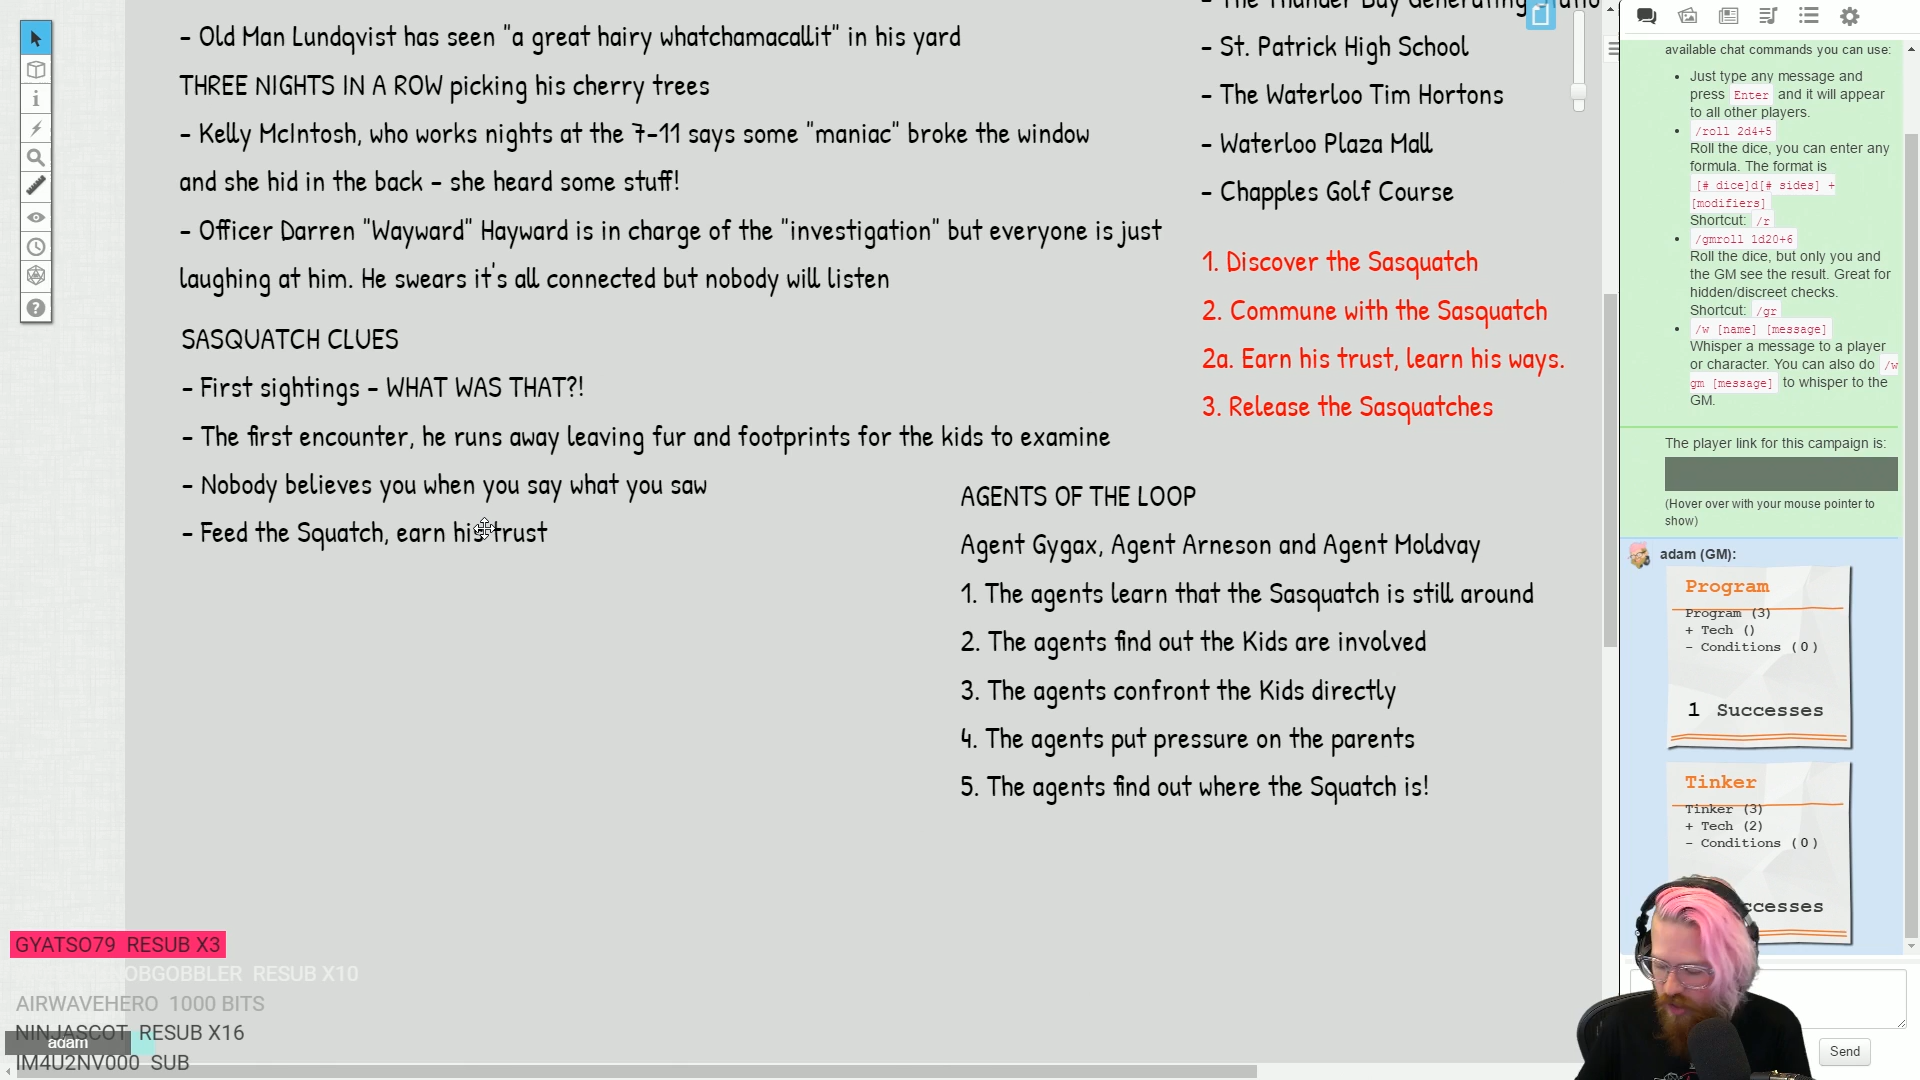 - Old Man Lundqvist has seen "a great hairy whatchamacallit" in his yard
THREE NIGHTS IN A ROW picking his cherry trees
- Kelly McIntosh, who works nights at the 7-11 says some "maniac" broke the window
and she hid in the back - she heard some stuff!
- Officer Darren "Wayward" Hayward is in charge of the "investigation" but everyone is just
laughing at him. He swears it's all connected but nobody will listen
SASQUATCH CLUES
- First sightings - WHAT WAS THAT?!
- The first encounter, he runs away leaving fur and footprints for the kids to examine
- Nobody believes you when you say what you saw
- Feed the Squatch, earn his trust
- The Thunder Bay Generating
- St. Patrick High School
- The Waterloo Tim Hortons
- Waterloo Plaza Mall
- Chapples Golf Course
1. Discover the Sasquatch
2. Commune with the Sasquatch
2a. Earn his trust, learn his ways.
3. Release the Sasquatches
AGENTS OF THE LOOP
Agent Gygax, Agent Arneson and Agent Moldvay
1. The agents learn that the Sasquatch is still around
2. The agents find out the Kids are involved
3. The agents confront the Kids directly
4. The agents put pressure on the parents
5. The agents find out where the Squatch is!
GYATSO79 RESUB X3
OBGOBBLER RESUB X10
AIRWAVEHERO 1000 BITS
NINJASCOT RESUB X16
adam
IM4U2NV000 SUB
available chat commands you can use:
• Just type any message and
press Enter and it will appear
to all other players.
• /roll 2d4+5
Roll the dice, you can enter any
formula. The format is
[# dice]d[# sides] +
[modifiers]
Shortcut: /r
• /gmroll 1d20+6
Roll the dice, but only you and
the GM see the result. Great for
hidden/discreet checks.
Shortcut: /gr
• /w [name] [message]
Whisper a message to a player
or character. You can also do /w
gm [message] to whisper to the
GM.
The player link for this campaign is:
(Hover over with your mouse pointer to
show)
adam (GM):
Program
Program (3)
+ Tech ()
- Conditions (0)
1 Successes
Tinker
Tinker (3)
+ Tech (2)
- Conditions (0)
ccesses
Send